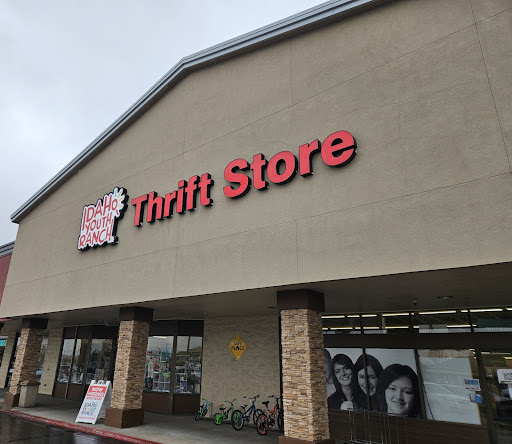 IDAHO
YOUTH
RANCH
Thrift Store